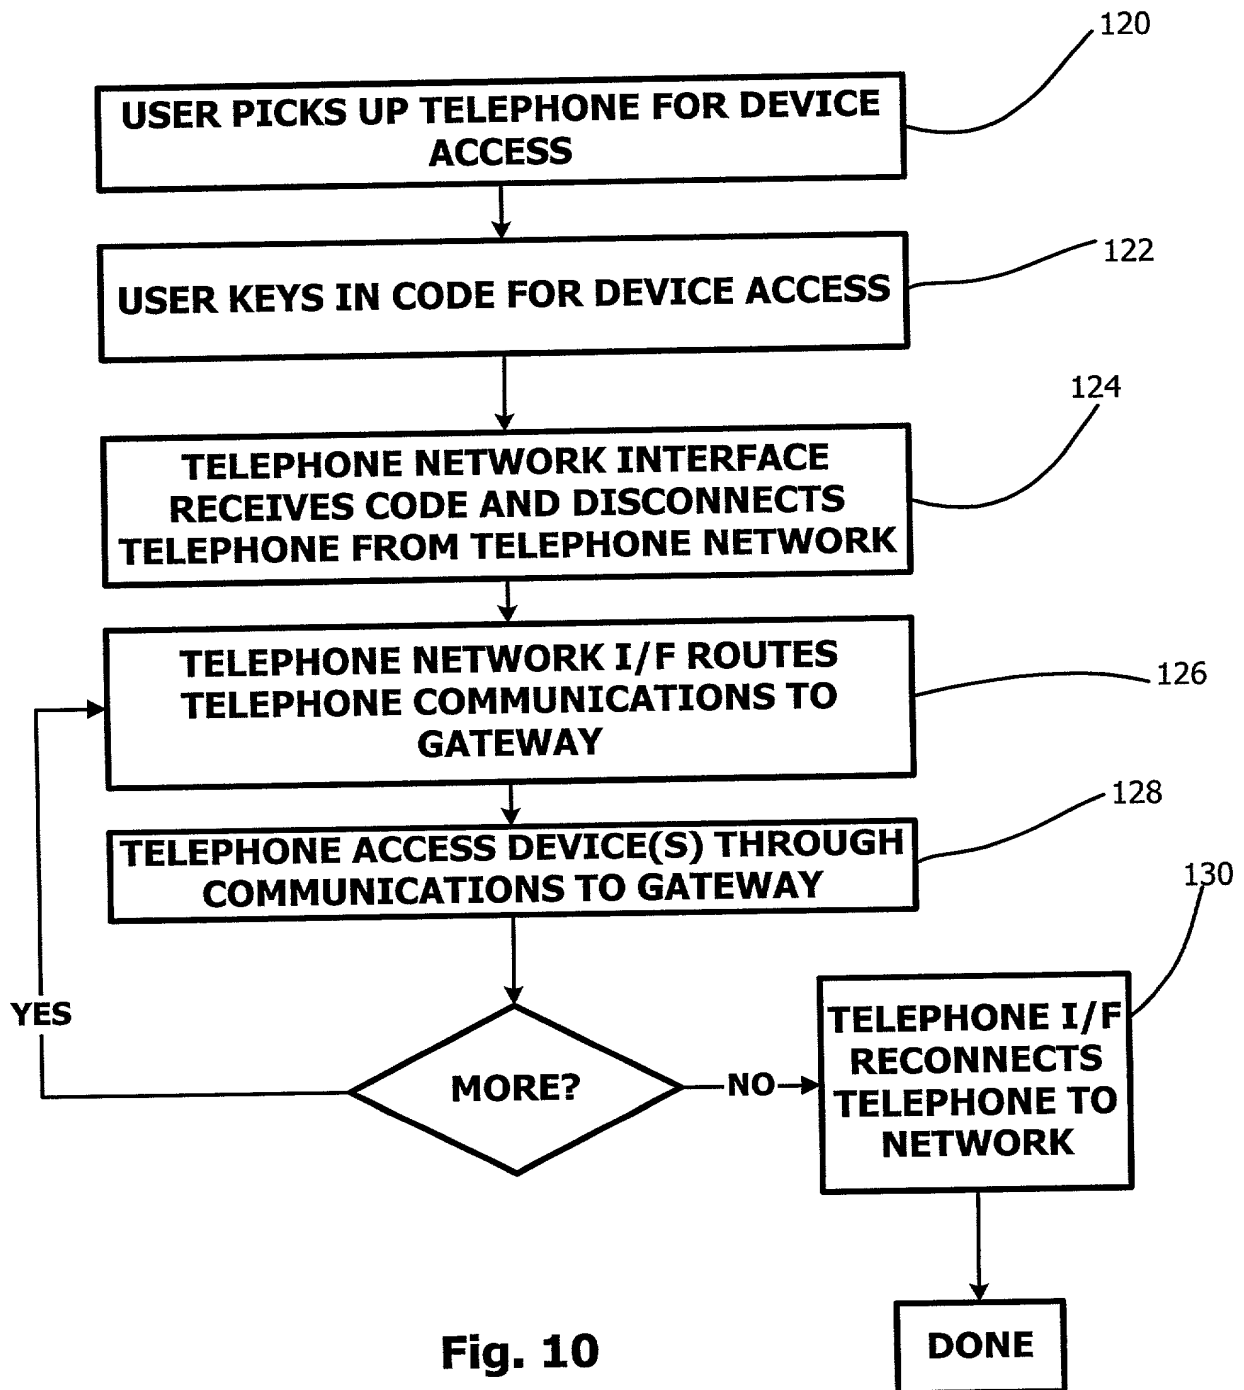 120
USER PICKS UP TELEPHONE FOR DEVICE
ACCESS
122
USER KEYS IN CODE FOR DEVICE ACCESS
124
TELEPHONE NETWORK INTERFACE
RECEIVES CODE AND DISCONNECTS
TELEPHONE FROM TELEPHONE NETWORK
126
TELEPHONE NETWORK I/F ROUTES
TELEPHONE COMMUNICATIONS TO
GATEWAY
128
TELEPHONE ACCESS DEVICE(S) THROUGH
COMMUNICATIONS TO GATEWAY
130
YES
MORE?
NO
TELEPHONE I/F
RECONNECTS
TELEPHONE TO
NETWORK
DONE
Fig. 10